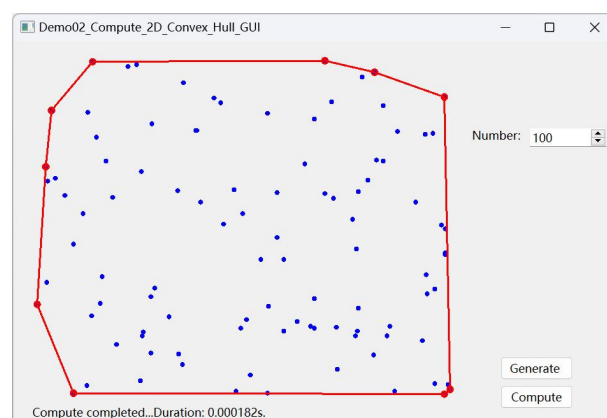 Demo02_Compute_2D_Convex_Hull_GUI
Number: 100
Generate
Compute
Compute completed...Duration: 0.000182s.